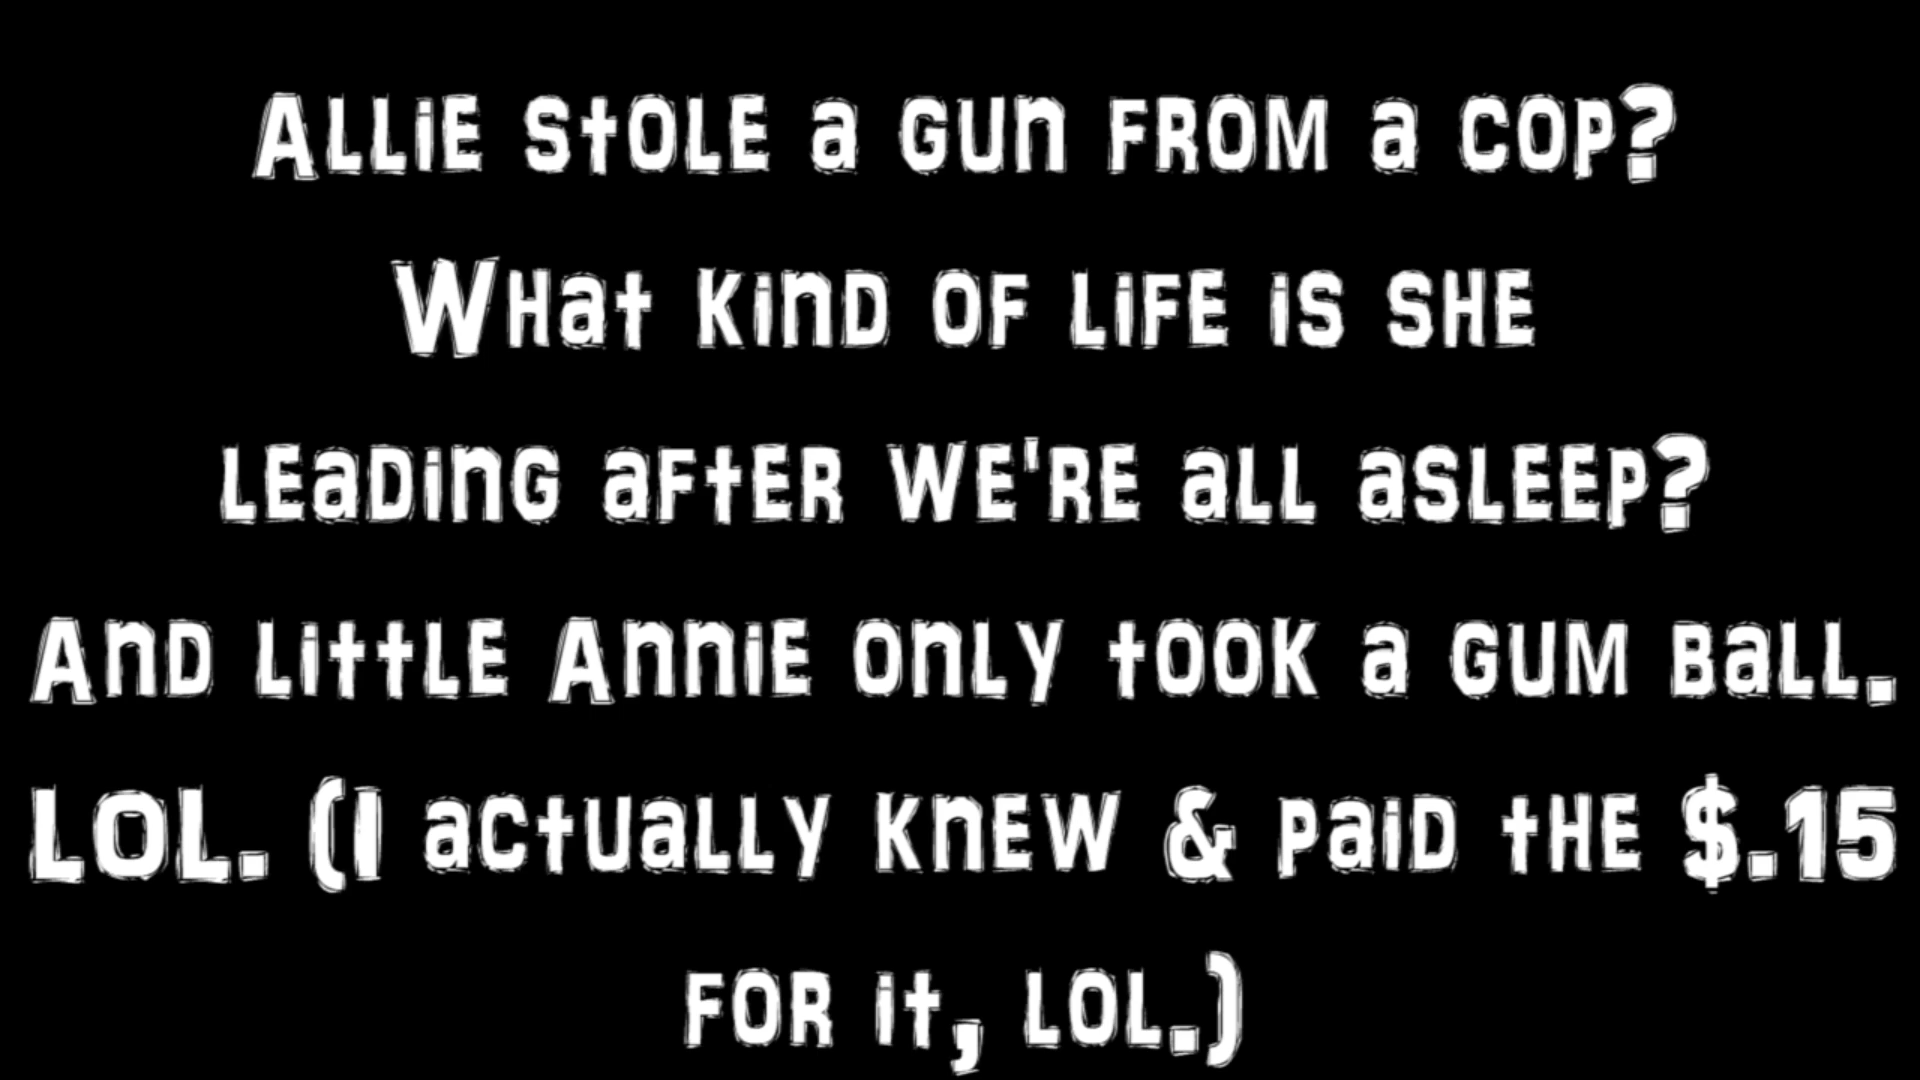 Allie stole a gun from a cop?
What kind of life is she
leading after we're all asleep?
And little Annie only took a gum ball.
LOL. (I actually knew & paid the $.15
for it, lol.)